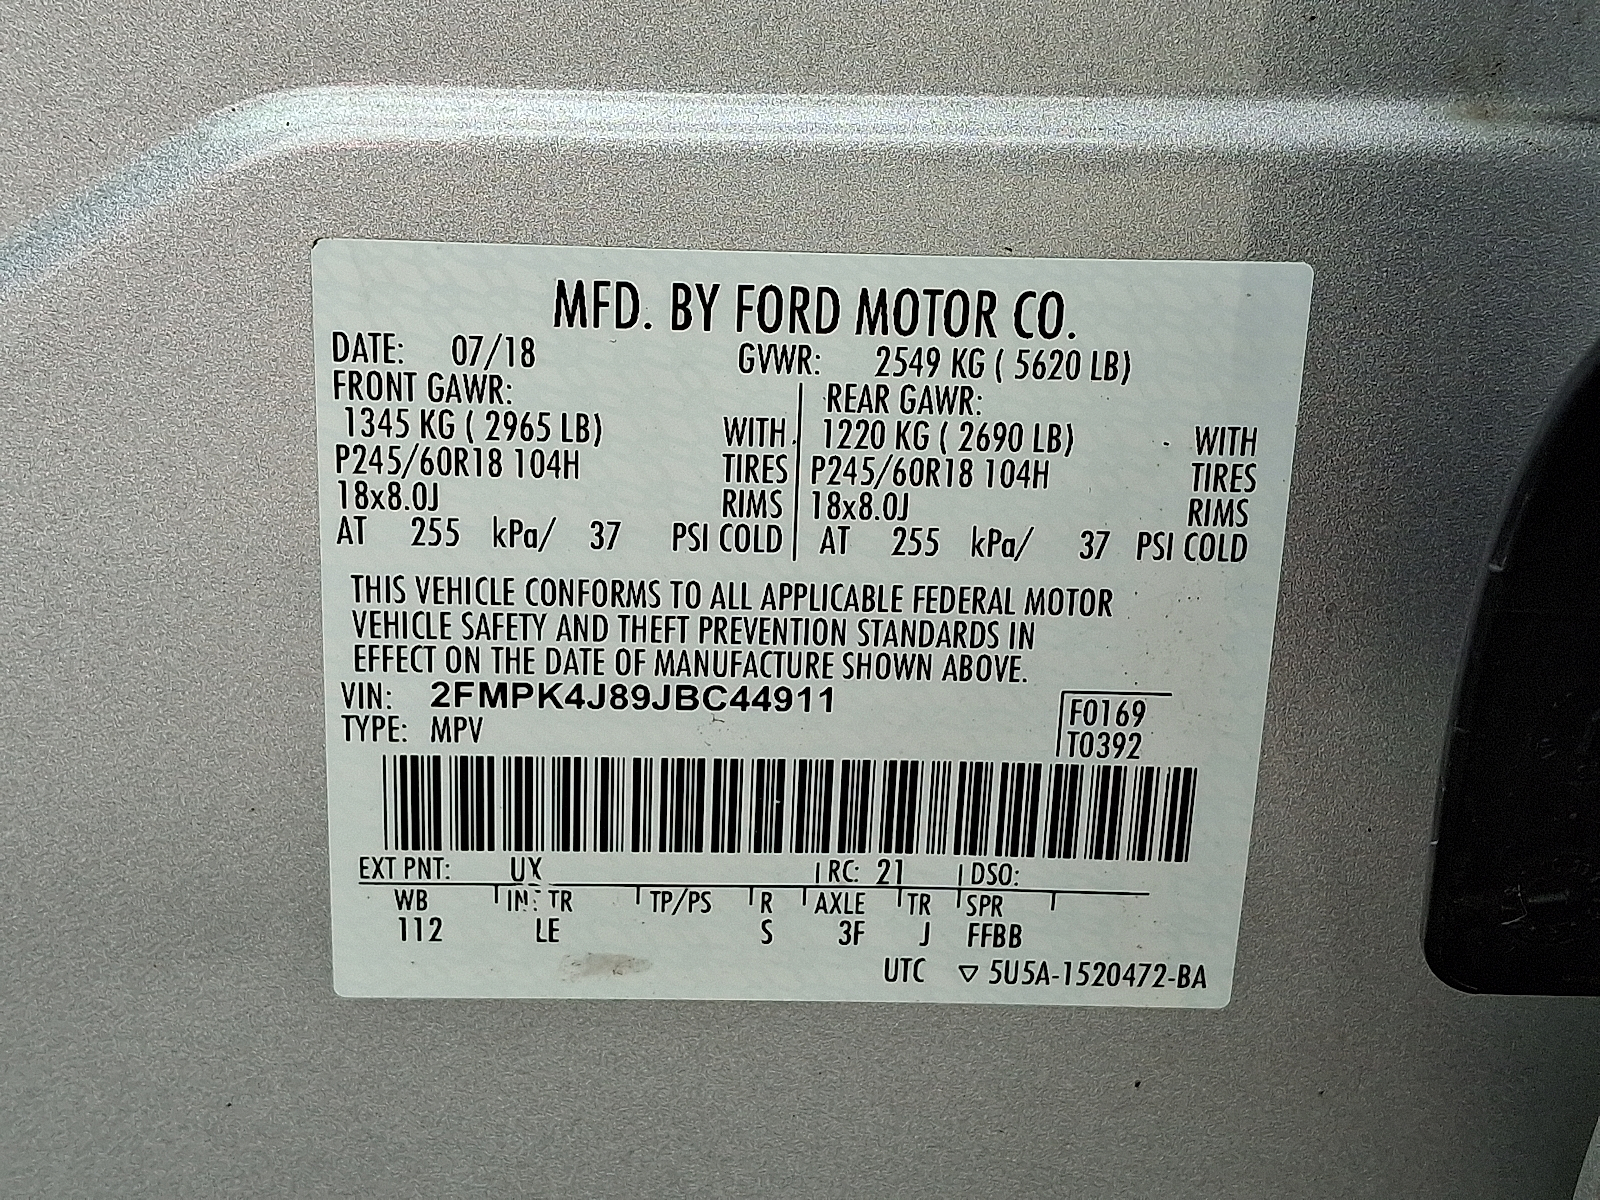 MFD. BY FORD MOTOR CO.
DATE: 07/18 GVWR: 2549 KG ( 5620 LB)
FRONT GAWR: REAR GAWR:
1345 KG ( 2965 LB) WITH 1220 KG ( 2690 LB) WITH
P245/60R18 104H TIRES P245/60R18 104H TIRES
18x8.0J RIMS 18x8.0J RIMS
AT 255 kPa/ 37 PSI COLD AT 255 kPa/ 37 PSI COLD
THIS VEHICLE CONFORMS TO ALL APPLICABLE FEDERAL MOTOR
VEHICLE SAFETY AND THEFT PREVENTION STANDARDS IN
EFFECT ON THE DATE OF MANUFACTURE SHOWN ABOVE.
VIN: 2FMPK4J89JBC44911
F0169
TYPE: MPV
T0392
EXT PNT: UX RC: 21 DSO:
WB INT TR TP/PS R AXLE TR SPR
112 LE S 3F J FFBB
UTC ▽ 5U5A-1520472-BA